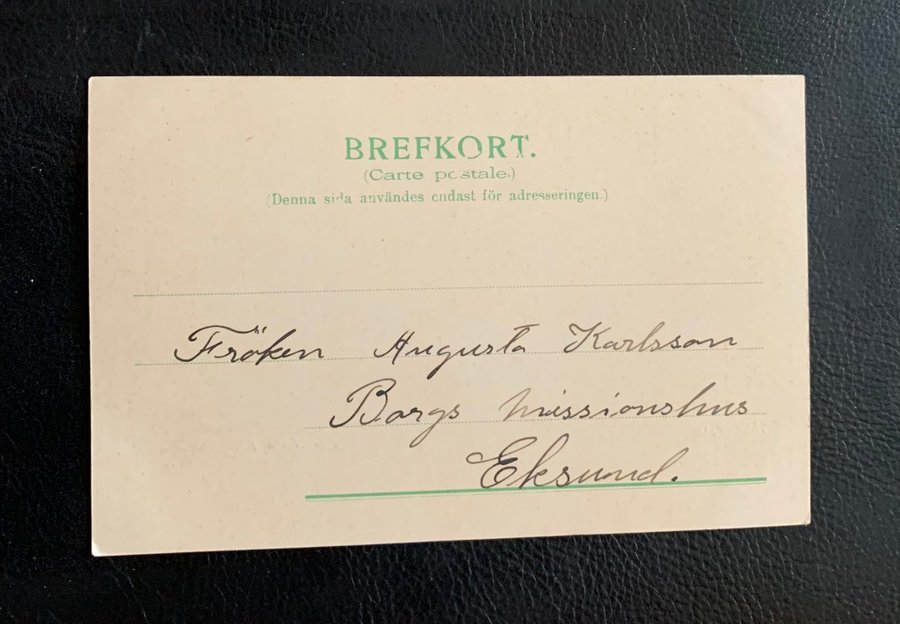 BREFKORT.
(Carte postale.)
(Denna sida användes endast för adresseringen.)
Fröken Augusta Karlsson
Borgs Missionshus
Eksund.